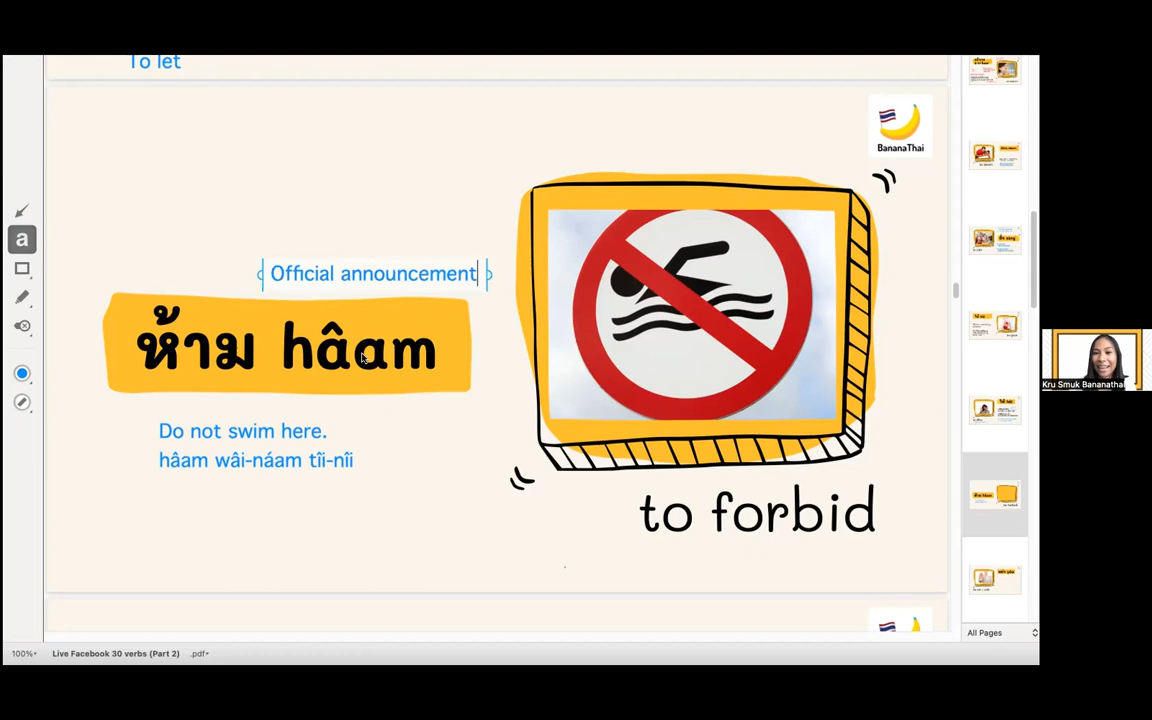 To let
BananaThai
Official announcement
ห้าม hâam
Do not swim here.
hâam wâi-náam tîi-nîi
to forbid
a
Kru Smuk Bananathai
All Pages
100%
Live Facebook 30 verbs (Part 2)
.pdf